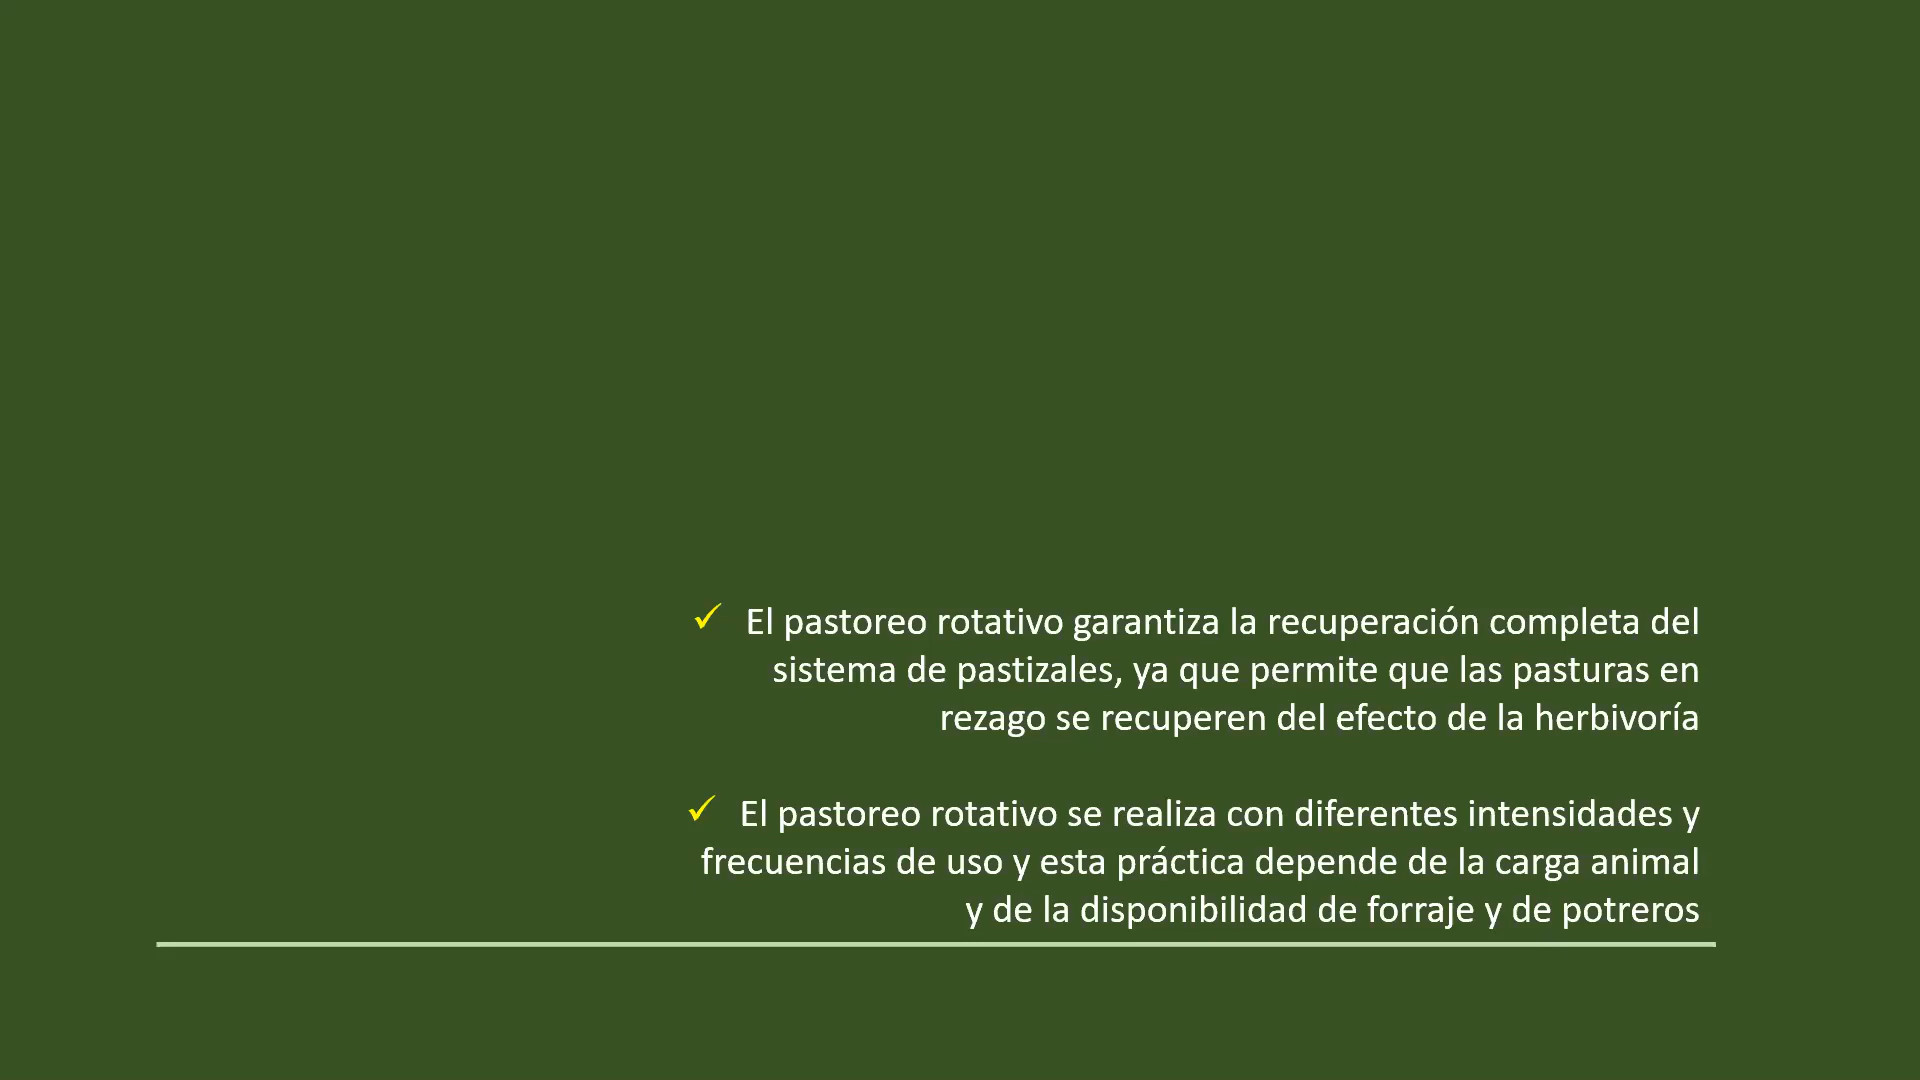 ✓ El pastoreo rotativo garantiza la recuperación completa del
sistema de pastizales, ya que permite que las pasturas en
rezago se recuperen del efecto de la herbivoría
✓ El pastoreo rotativo se realiza con diferentes intensidades y
frecuencias de uso y esta práctica depende de la carga animal
y de la disponibilidad de forraje y de potreros